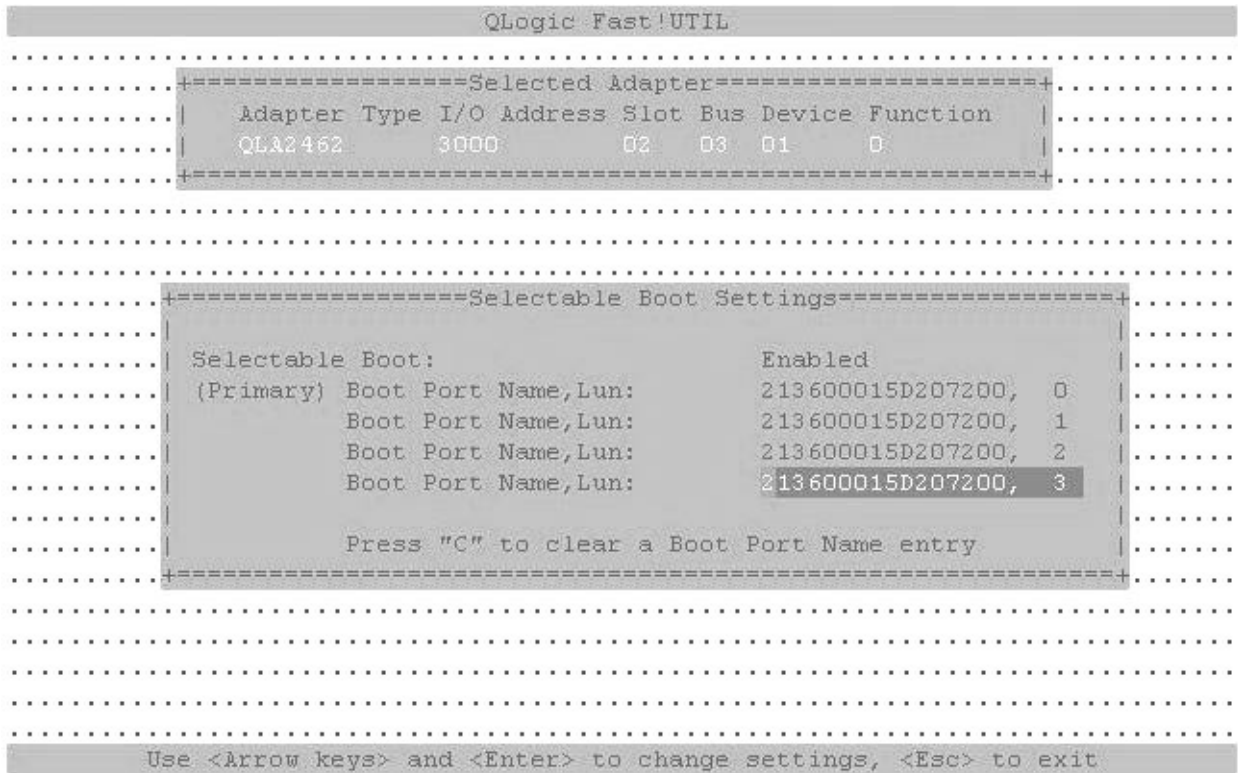 QLogic Fast!UTIL
Selected Adapter
Adapter Type I/O Address Slot Bus Device Function
QLA2462 3000 02 03 01 0
Selectable Boot Settings
Selectable Boot: Enabled
(Primary) Boot Port Name,Lun: 213600015D207200, 0
Boot Port Name,Lun: 213600015D207200, 1
Boot Port Name,Lun: 213600015D207200, 2
Boot Port Name,Lun: 213600015D207200, 3
Press "C" to clear a Boot Port Name entry
Use <Arrow keys> and <Enter> to change settings, <Esc> to exit